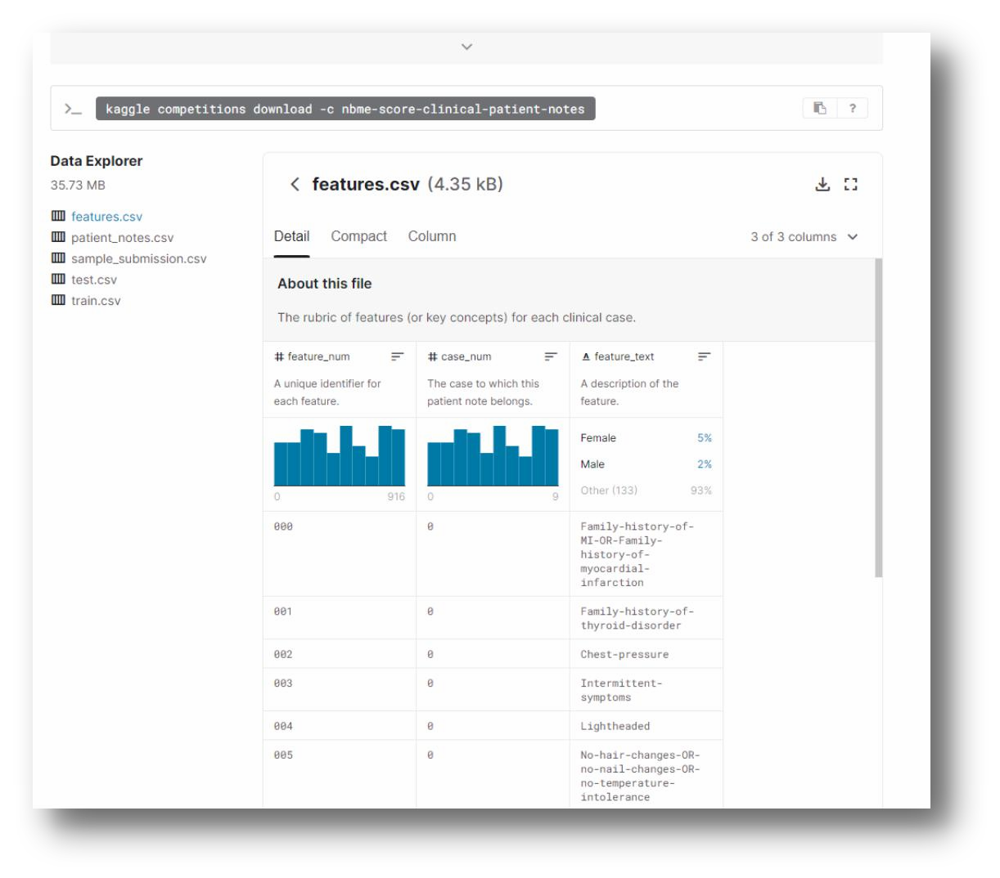 >_ kaggle competitions download -c nbme-score-clinical-patient-notes ?
Data Explorer
35.73 MB
features.csv
patient_notes.csv
sample_submission.csv
test.csv
train.csv
features.csv (4.35 kB)
Detail Compact Column 3 of 3 columns
About this file
The rubric of features (or key concepts) for each clinical case.
# feature_num
A unique identifier for
each feature.
0 916
# case_num
The case to which this
patient note belongs.
0 9
A feature_text
A description of the
feature.
Female 5%
Male 2%
Other (133) 93%
000 0 Family-history-of-
MI-OR-Family-
history-of-
myocardial-
infarction
001 0 Family-history-of-
thyroid-disorder
002 0 Chest-pressure
003 0 Intermittent-
symptoms
004 0 Lightheaded
005 0 No-hair-changes-OR-
no-nail-changes-OR-
no-temperature-
intolerance